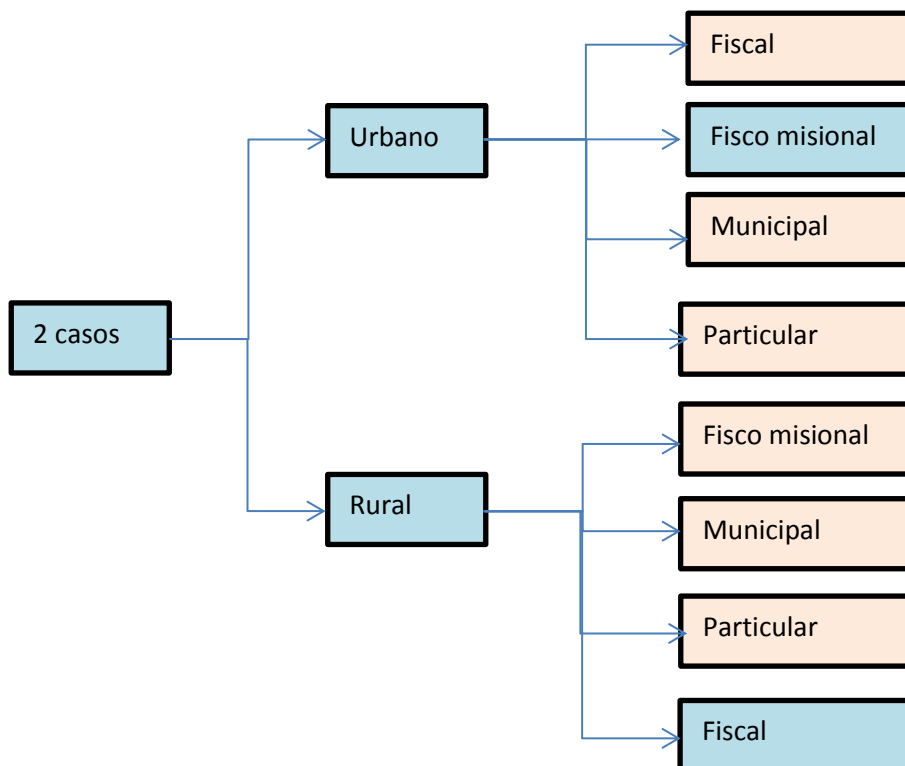 2 casos
Urbano
Fiscal
Fisco misional
Municipal
Particular
Rural
Fisco misional
Municipal
Particular
Fiscal